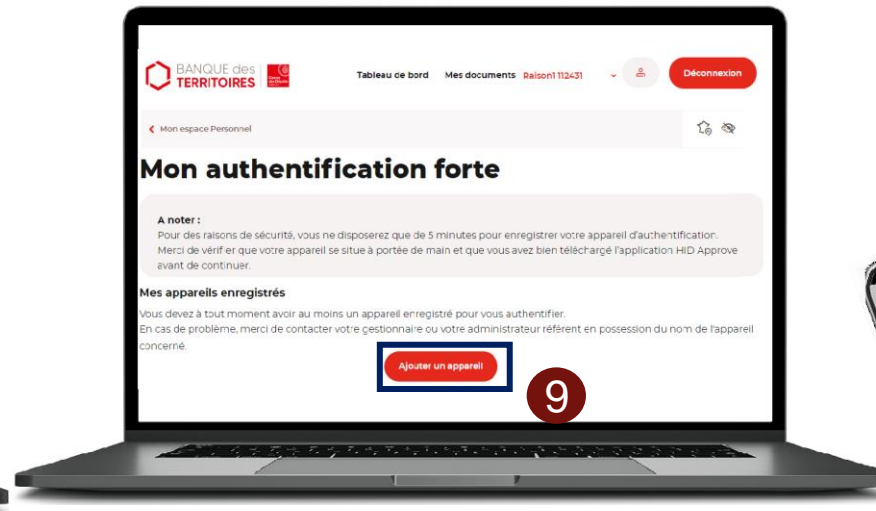 BANQUE des
TERRITOIRES
Tableau de bord Mes documents Raison1 112431 Déconnexion
Mon espace Personnel
Mon authentification forte
A noter :
Pour des raisons de sécurité, vous ne disposerez que de 5 minutes pour enregistrer votre appareil d'authentification.
Merci de vérifier que votre appareil se situe à portée de main et que vous avez bien téléchargé l'application HID Approve
avant de continuer.
Mes appareils enregistrés
Vous devez à tout moment avoir au moins un appareil enregistré pour vous authentifier.
En cas de problème, merci de contacter votre gestionnaire ou votre administrateur référent en possession du nom de l'appareil
concerné.
Ajouter un appareil
9